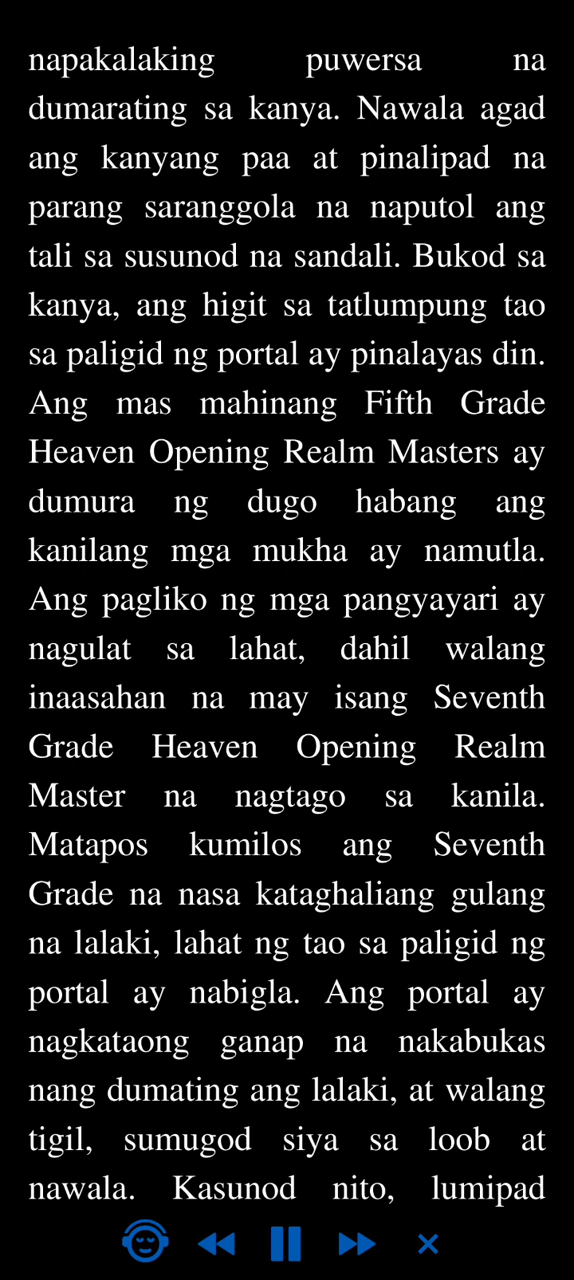 napakalaking puwersa na
dumarating sa kanya. Nawala agad
ang kanyang paa at pinalipad na
parang saranggola na naputol ang
tali sa susunod na sandali. Bukod sa
kanya, ang higit sa tatlumpung tao
sa paligid ng portal ay pinalayas din.
Ang mas mahinang Fifth Grade
Heaven Opening Realm Masters ay
dumura ng dugo habang ang
kanilang mga mukha ay namutla.
Ang pagliko ng mga pangyayari ay
nagulat sa lahat, dahil walang
inaasahan na may isang Seventh
Grade Heaven Opening Realm
Master na nagtago sa kanila.
Matapos kumilos ang Seventh
Grade na nasa kataghaliang gulang
na lalaki, lahat ng tao sa paligid ng
portal ay nabigla. Ang portal ay
nagkataong ganap na nakabukas
nang dumating ang lalaki, at walang
tigil, sumugod siya sa loob at
nawala. Kasunod nito, lumipad